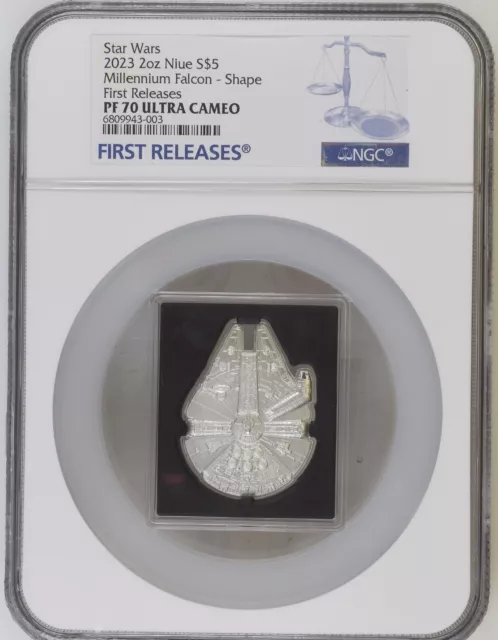 Star Wars
2023 2oz Niue S$5
Millennium Falcon - Shape
First Releases
PF 70 ULTRA CAMEO
6809943-003
FIRST RELEASES®
NGC®